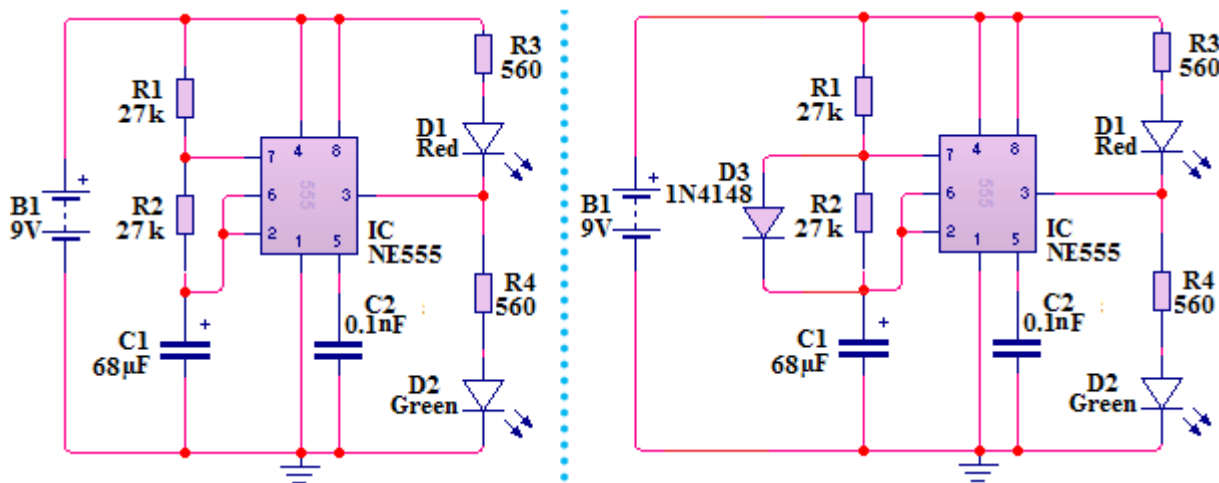 R3
560
R1
27k
D1
Red
7
4
8
6
555
3
2
1
5
R2
27k
IC
NE555
B1
9V
+
R4
560
C2
0.1nF
+
C1
68µF
D2
Green
R3
560
R1
27k
D1
Red
7
4
8
6
555
3
2
1
5
D3
1N4148
R2
27k
IC
NE555
B1
9V
+
R4
560
C2
0.1nF
+
C1
68µF
D2
Green